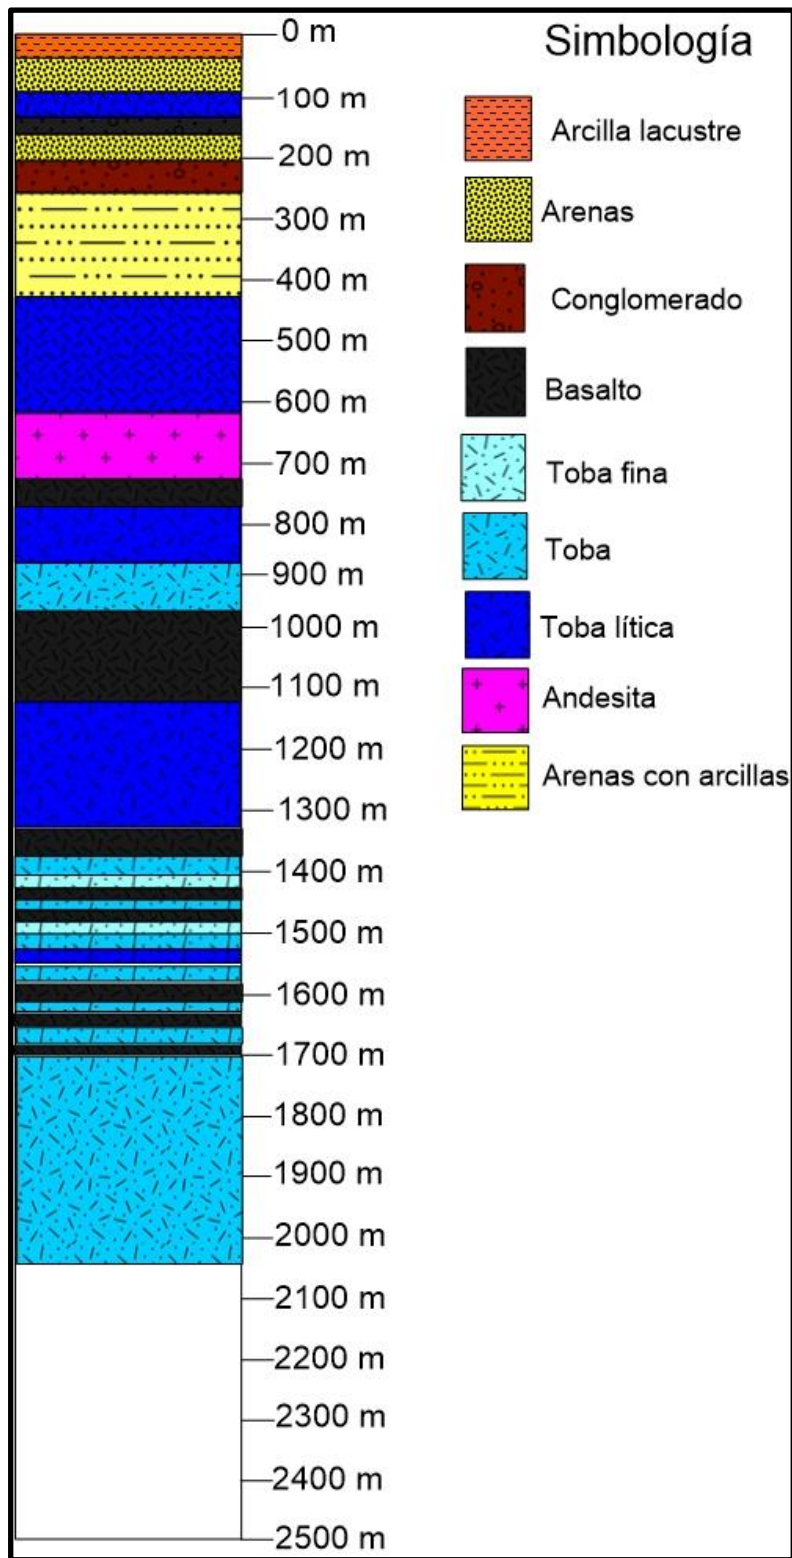 0 m
100 m
200 m
300 m
400 m
500 m
600 m
700 m
800 m
900 m
1000 m
1100 m
1200 m
1300 m
1400 m
1500 m
1600 m
1700 m
1800 m
1900 m
2000 m
2100 m
2200 m
2300 m
2400 m
2500 m
Simbología
Arcilla lacustre
Arenas
Conglomerado
Basalto
Toba fina
Toba
Toba lítica
Andesita
Arenas con arcillas